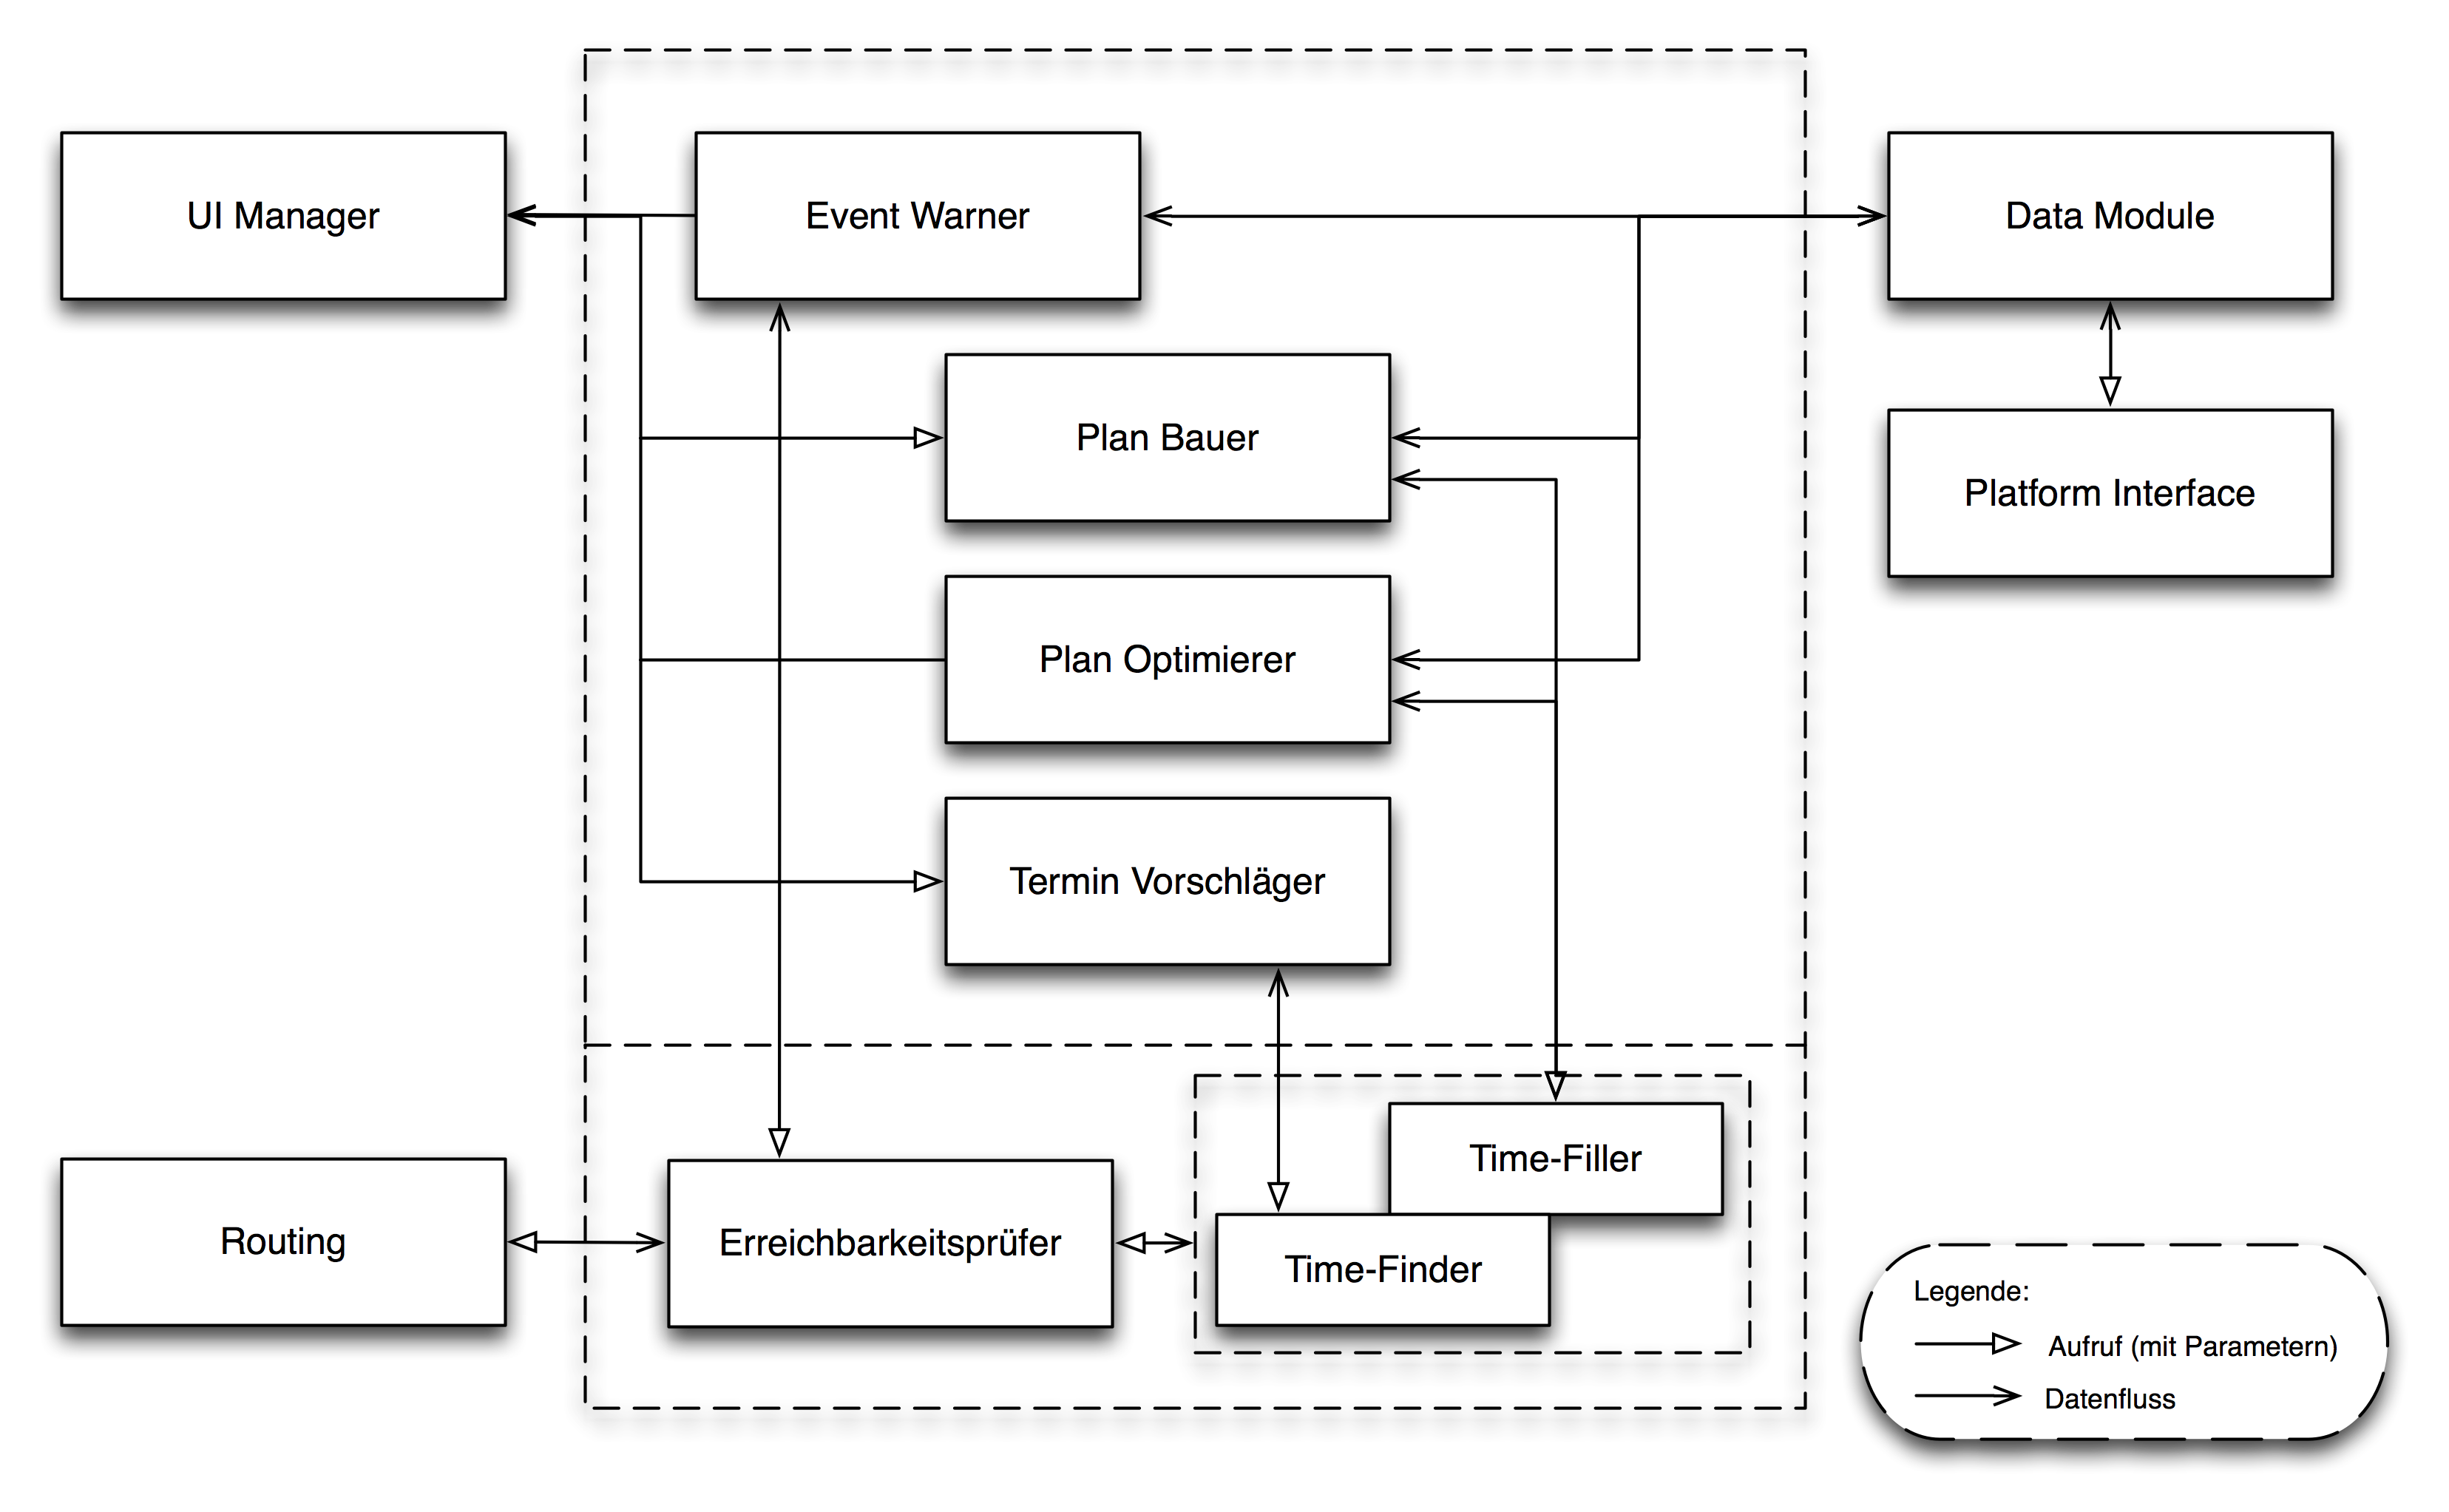 UI Manager
Event Warner
Data Module
Plan Bauer
Platform Interface
Plan Optimierer
Termin Vorschläger
Time-Filler
Routing
Erreichbarkeitsprüfer
Time-Finder
Legende:
Aufruf (mit Parametern)
Datenfluss